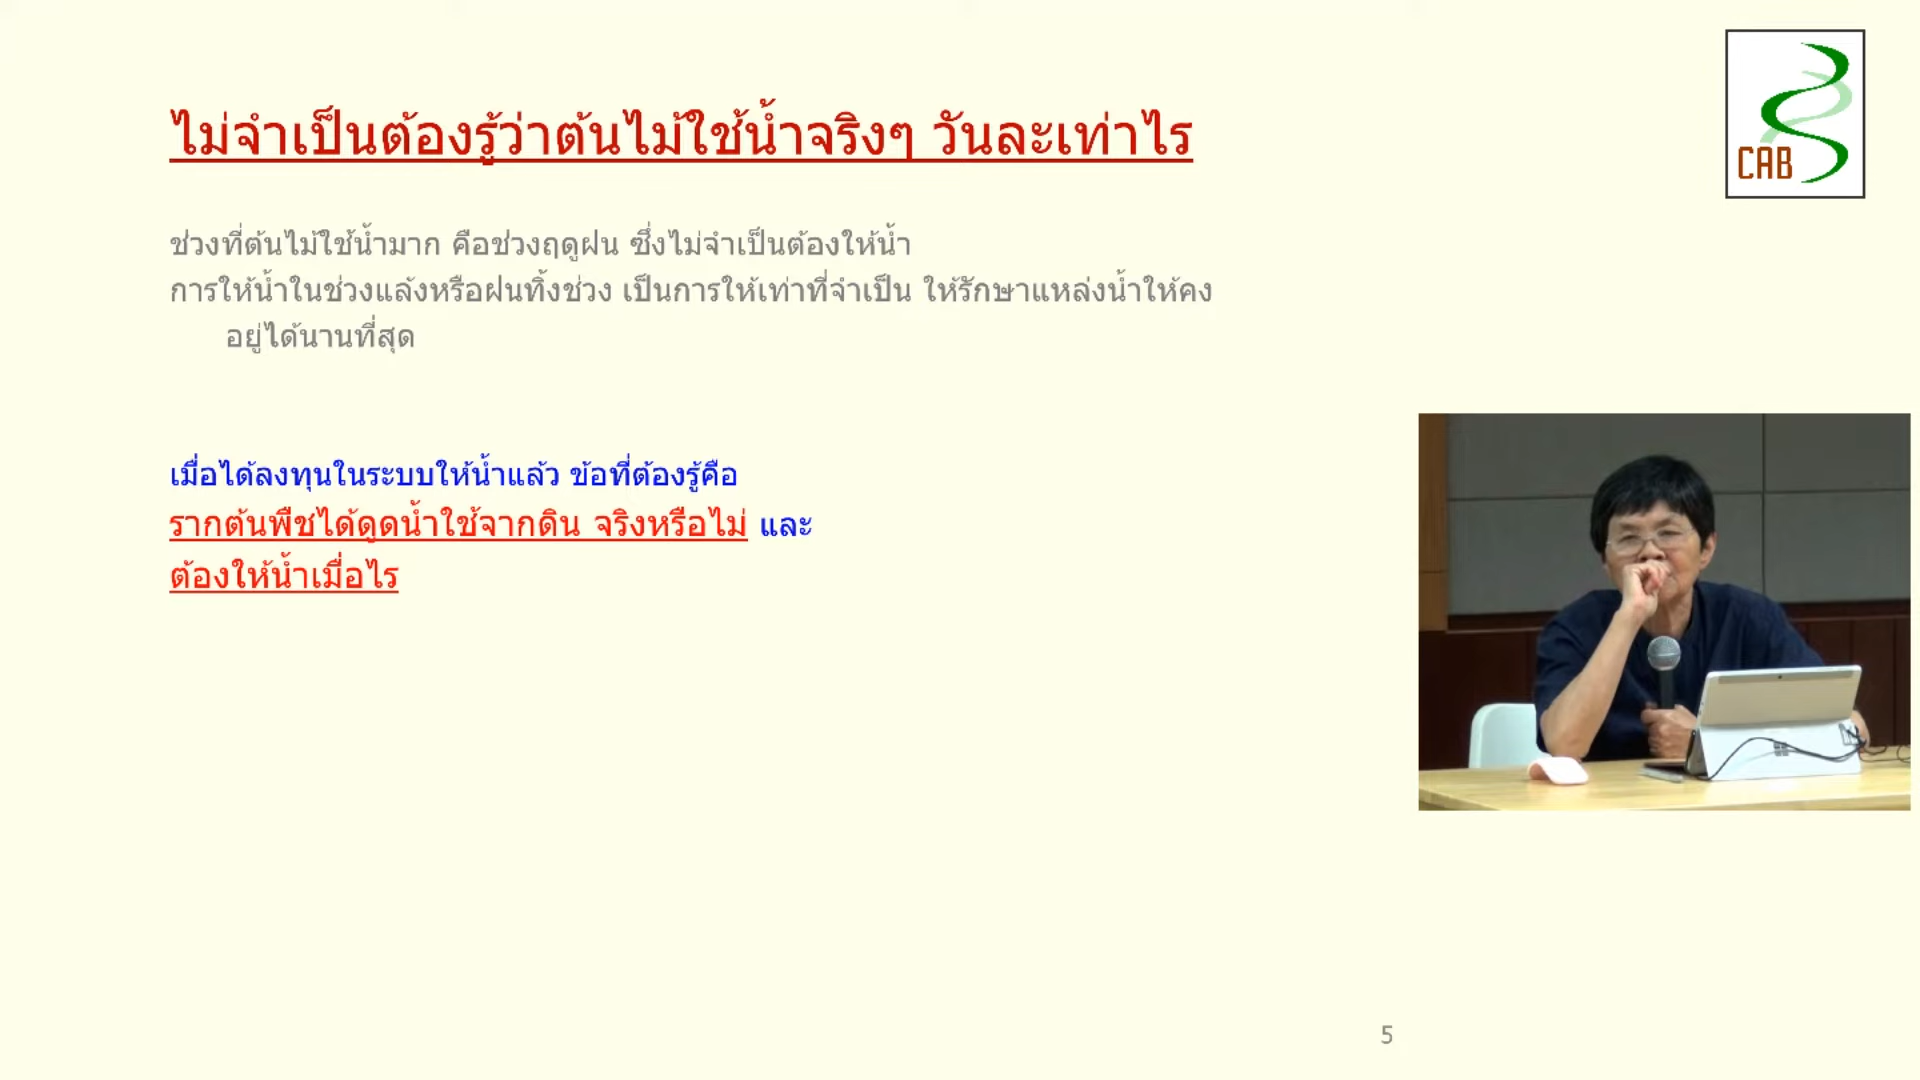 ไม่จำเป็นต้องรู้ว่าต้นไม้ใช้น้ำจริงๆ วันละเท่าไร
CAB
ช่วงที่ต้นไม้ใช้น้ำมาก คือช่วงฤดูฝน ซึ่งไม่จำเป็นต้องให้น้ำ
การให้น้ำในช่วงแล้งหรือฝนทิ้งช่วง เป็นการให้เท่าที่จำเป็น ให้รักษาแหล่งน้ำให้คง
อยู่ได้นานที่สุด
เมื่อได้ลงทุนในระบบให้น้ำแล้ว ข้อที่ต้องรู้คือ
รากต้นพืชได้ดูดน้ำใช้จากดิน จริงหรือไม่ และ
ต้องให้น้ำเมื่อไร
5